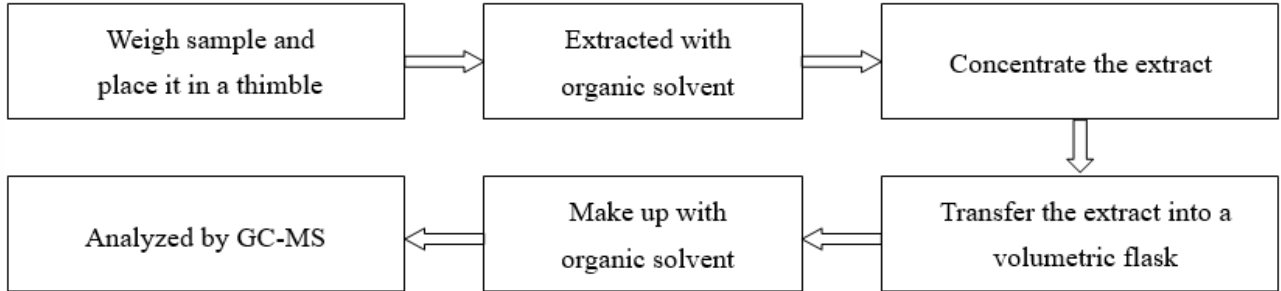 Weigh sample and
place it in a thimble
Extracted with
organic solvent
Concentrate the extract
Transfer the extract into a
volumetric flask
Make up with
organic solvent
Analyzed by GC-MS